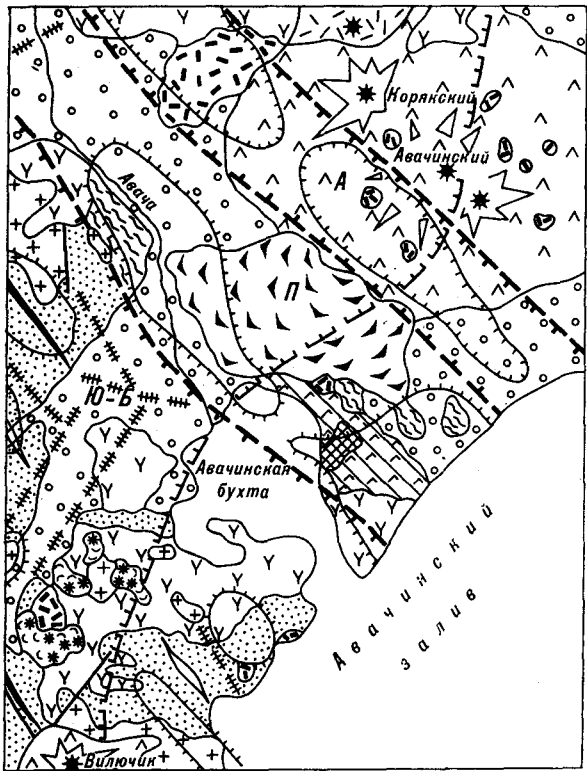 Корякский
Авачинский
Авача
А
П
Ю-Б
Авачинская
бухта
Авачинский
залив
Вилючик